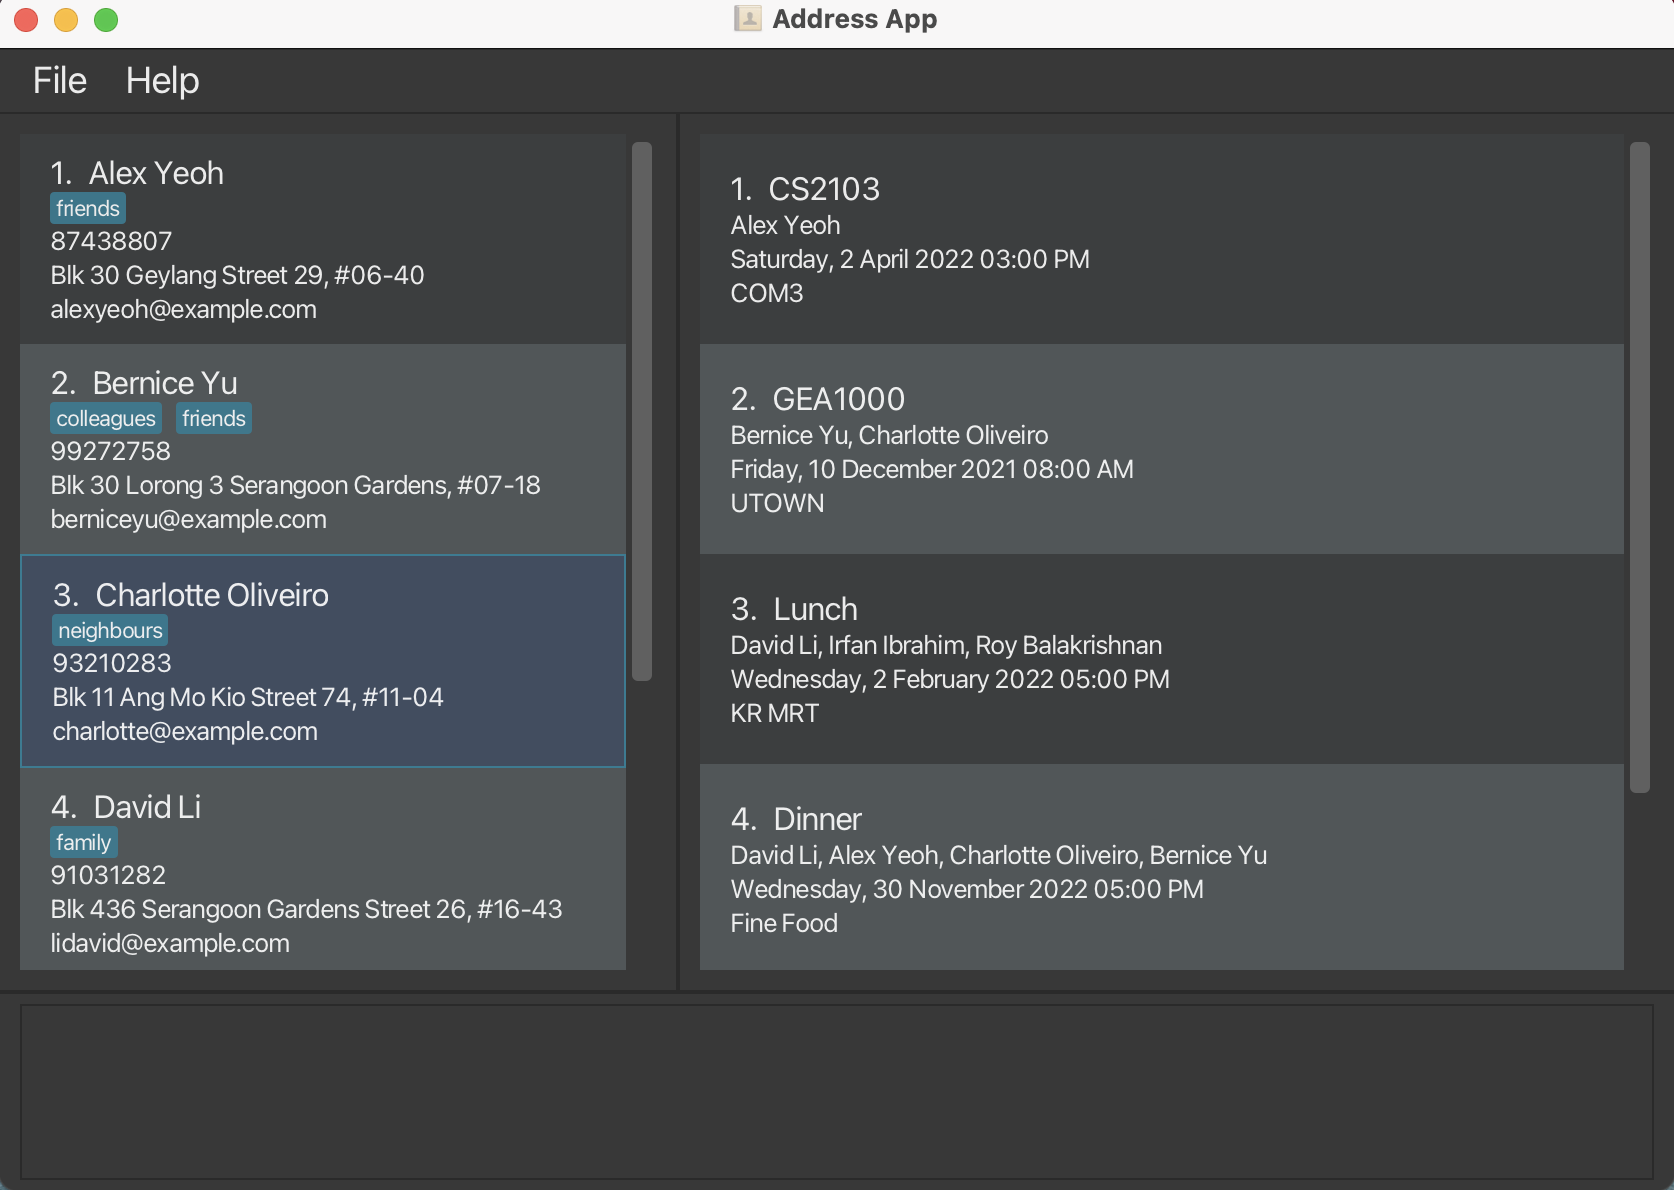 Address App
File Help
1. Alex Yeoh
friends
87438807
Blk 30 Geylang Street 29, #06-40
alexyeoh@example.com
2. Bernice Yu
colleagues friends
99272758
Blk 30 Lorong 3 Serangoon Gardens, #07-18
berniceyu@example.com
3. Charlotte Oliveiro
neighbours
93210283
Blk 11 Ang Mo Kio Street 74, #11-04
charlotte@example.com
4. David Li
family
91031282
Blk 436 Serangoon Gardens Street 26, #16-43
lidavid@example.com
1. CS2103
Alex Yeoh
Saturday, 2 April 2022 03:00 PM
COM3
2. GEA1000
Bernice Yu, Charlotte Oliveiro
Friday, 10 December 2021 08:00 AM
UTOWN
3. Lunch
David Li, Irfan Ibrahim, Roy Balakrishnan
Wednesday, 2 February 2022 05:00 PM
KR MRT
4. Dinner
David Li, Alex Yeoh, Charlotte Oliveiro, Bernice Yu
Wednesday, 30 November 2022 05:00 PM
Fine Food